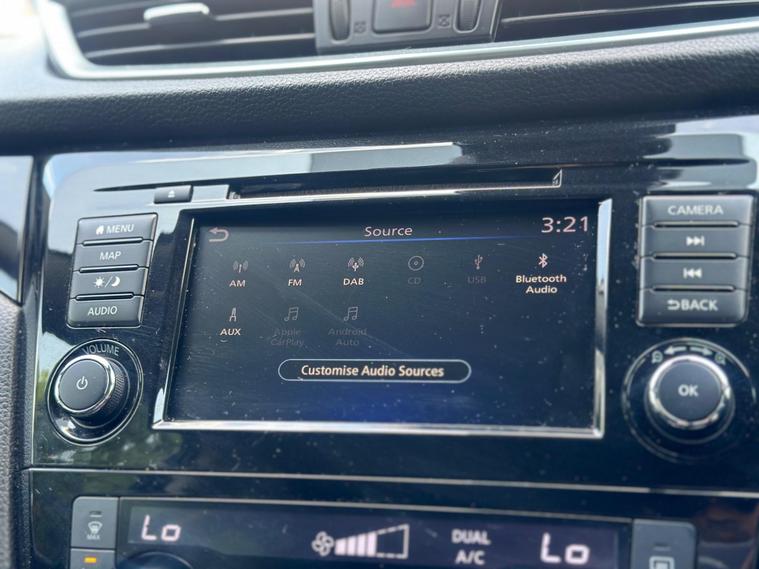 Source
3:21
AM
FM
DAB
CD
USB
Bluetooth
Audio
AUX
Apple
CarPlay
Android
Auto
Customise Audio Sources
MENU
MAP
AUDIO
VOLUME
CAMERA
BACK
OK
MAX
Lo
DUAL
A/C
Lo